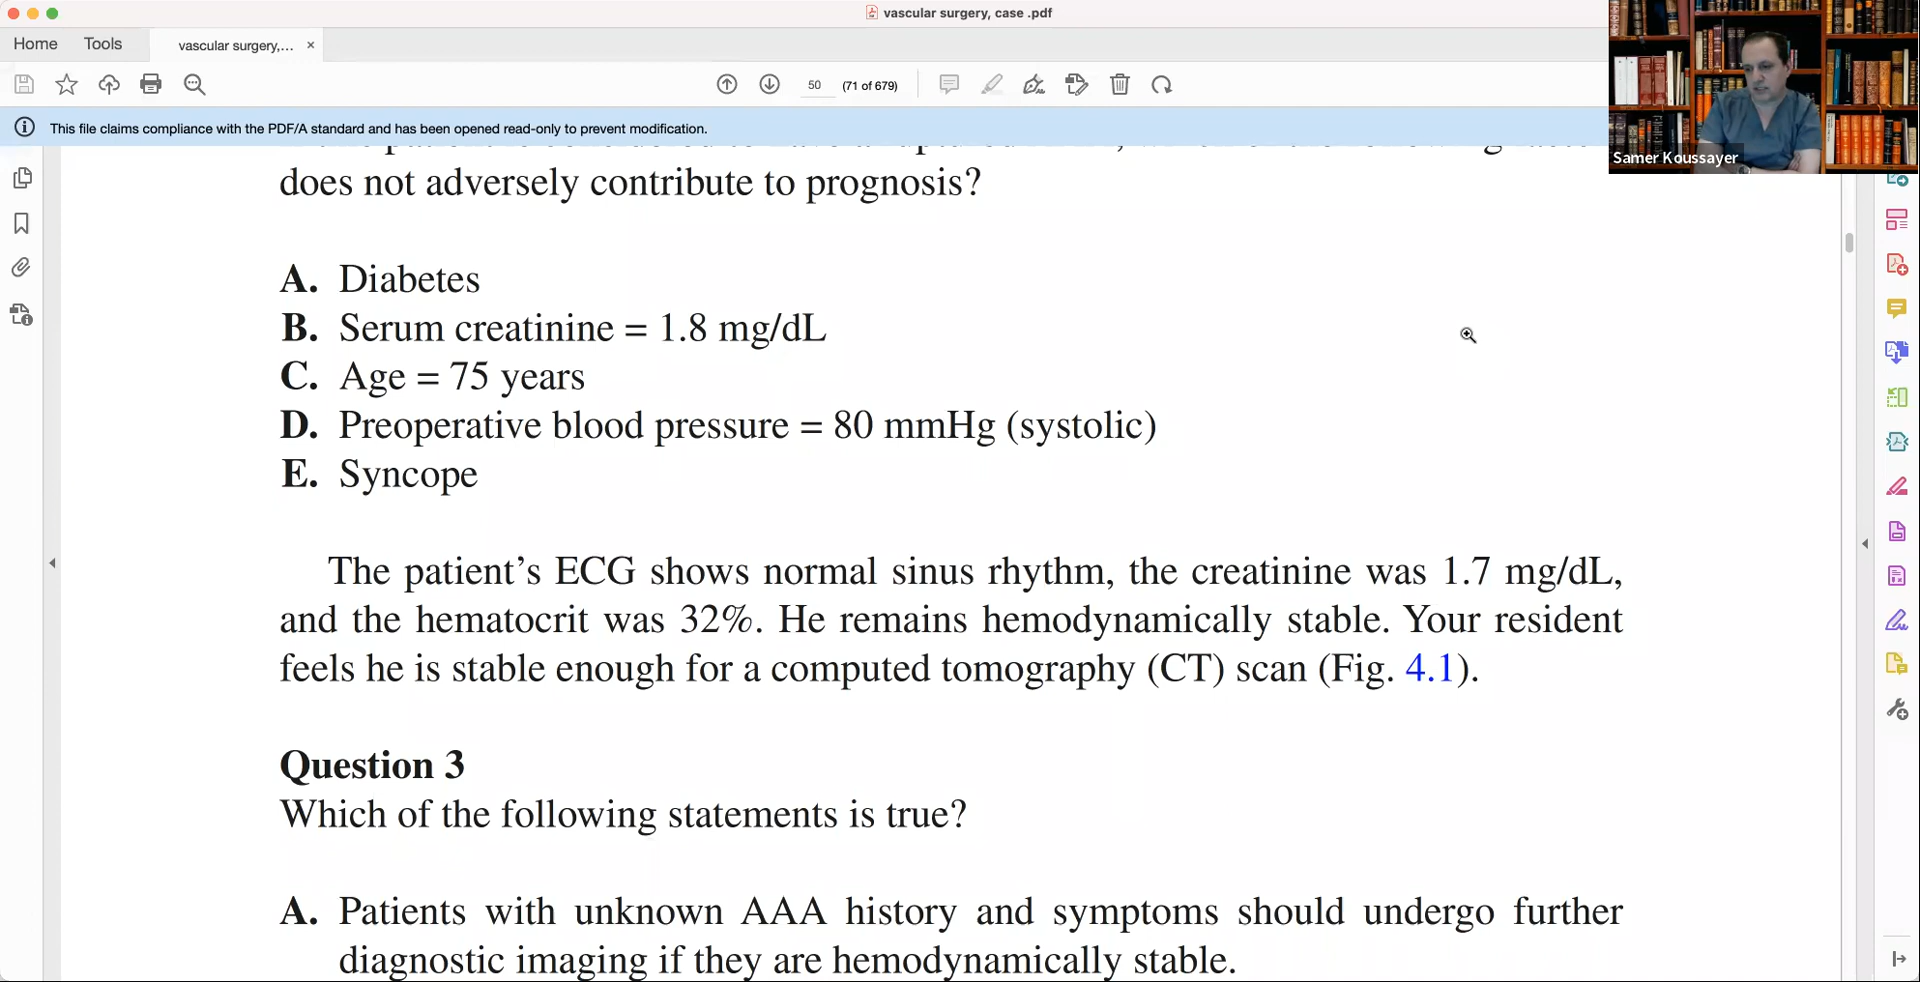 vascular surgery, case .pdf
Home Tools vascular surgery,... ×
50 (71 of 679)
This file claims compliance with the PDF/A standard and has been opened read-only to prevent modification.
Samer Koussayer
does not adversely contribute to prognosis?
A. Diabetes
B. Serum creatinine = 1.8 mg/dL
C. Age = 75 years
D. Preoperative blood pressure = 80 mmHg (systolic)
E. Syncope
The patient’s ECG shows normal sinus rhythm, the creatinine was 1.7 mg/dL,
and the hematocrit was 32%. He remains hemodynamically stable. Your resident
feels he is stable enough for a computed tomography (CT) scan (Fig. 4.1).
Question 3
Which of the following statements is true?
A. Patients with unknown AAA history and symptoms should undergo further
diagnostic imaging if they are hemodynamically stable.